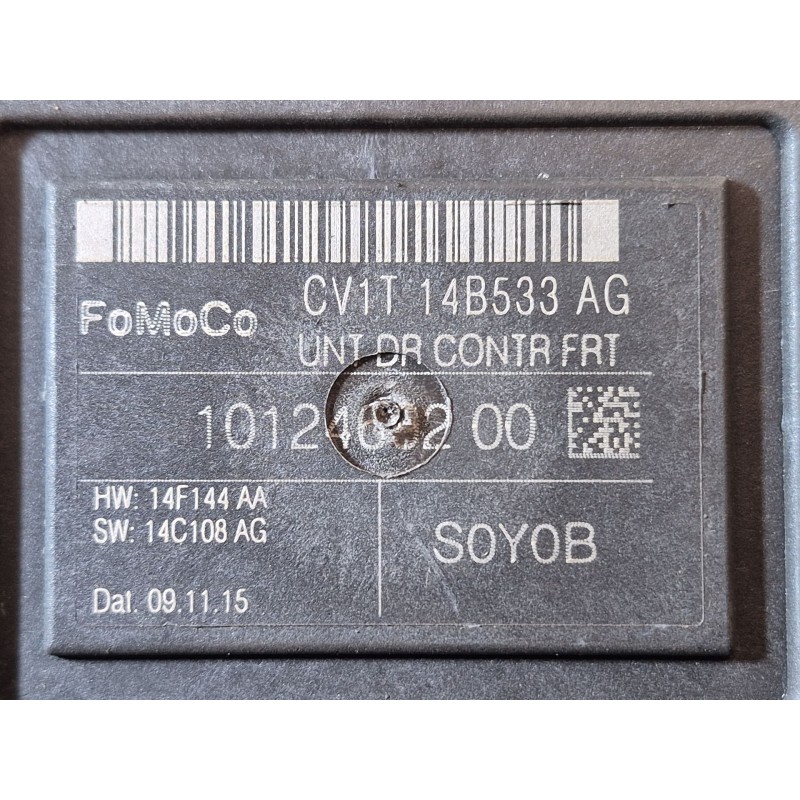 CV1T 14B533 AG
FoMoCo
UNT DR CONTR FRT
00
HW: 14F144 AA
SW: 14C108 AG
S0Y0B
Dat. 09.11.15